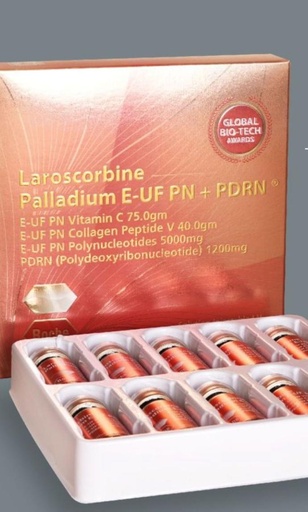 GLOBAL
BIO-TECH
AWARDS
Laroscorbine
Palladium E-UF PN + PDRN ®
E-UF PN Vitamin C 75.0gm
E-UF PN Collagen Peptide V 40.0gm
E-UF PN Polynucleotides 5000mg
PDRN (Polydeoxyribonucleotide) 1200mg
Roche